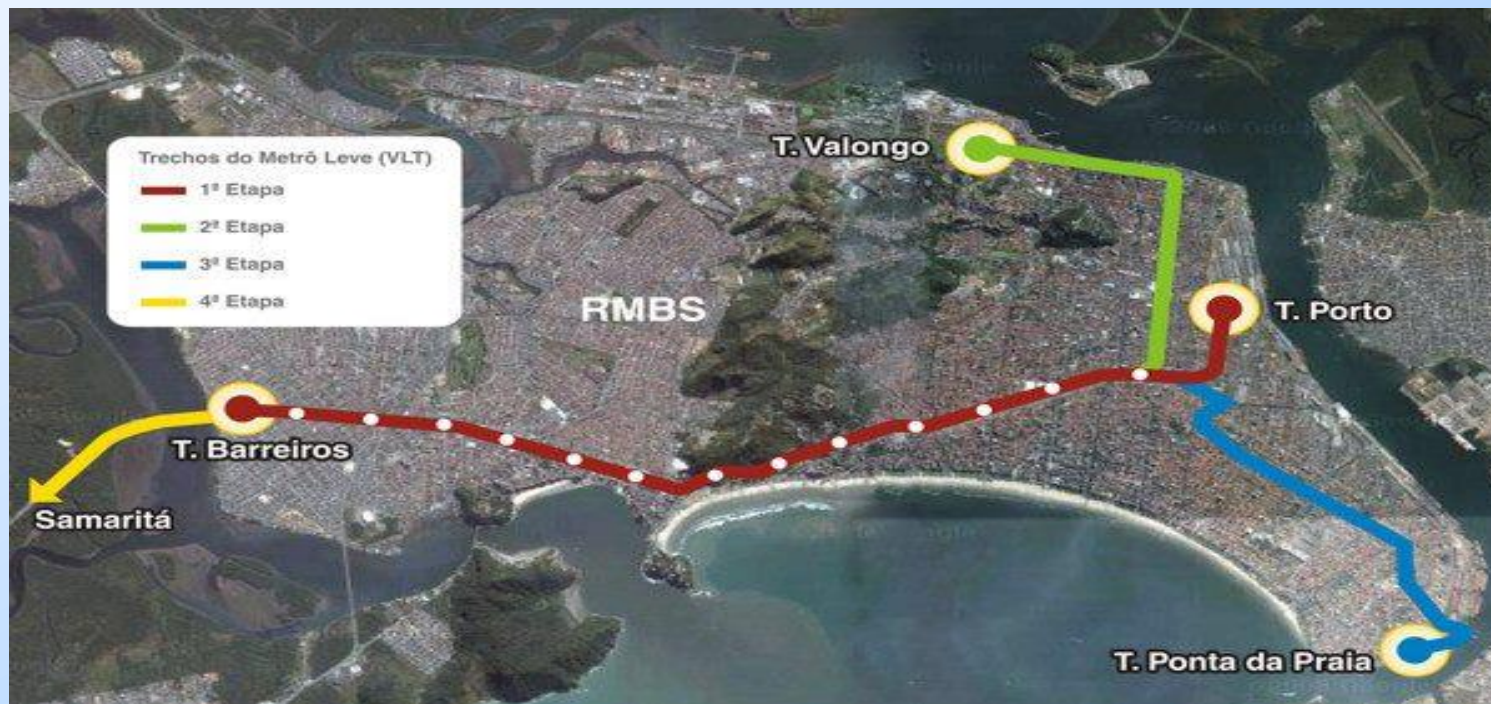 Trechos do Metrô Leve (VLT)
1ª Etapa
2ª Etapa
3ª Etapa
4ª Etapa
T. Valongo
RMBS
T. Porto
T. Barreiros
Samaritá
T. Ponta da Praia